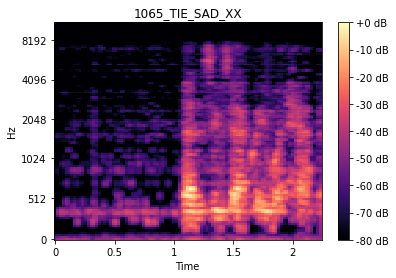 1065_TIE_SAD_XX
Hz
8192
4096
2048
1024
512
0
0
0.5
1
1.5
2
Time
+0 dB
-10 dB
-20 dB
-30 dB
-40 dB
-50 dB
-60 dB
-70 dB
-80 dB